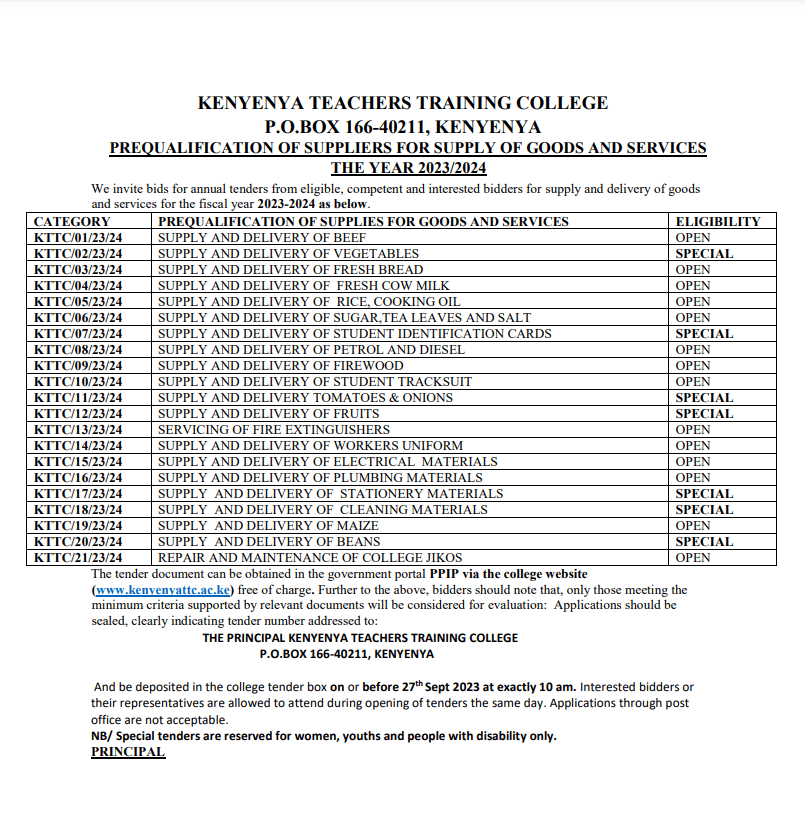 KENYENYA TEACHERS TRAINING COLLEGE
P.O.BOX 166-40211, KENYENYA
PREQUALIFICATION OF SUPPLIERS FOR SUPPLY OF GOODS AND SERVICES
THE YEAR 2023/2024
We invite bids for annual tenders from eligible, competent and interested bidders for supply and delivery of goods
and services for the fiscal year 2023-2024 as below.
CATEGORY PREQUALIFICATION OF SUPPLIES FOR GOODS AND SERVICES ELIGIBILITY
KTTC/01/23/24 SUPPLY AND DELIVERY OF BEEF OPEN
KTTC/02/23/24 SUPPLY AND DELIVERY OF VEGETABLES SPECIAL
KTTC/03/23/24 SUPPLY AND DELIVERY OF FRESH BREAD OPEN
KTTC/04/23/24 SUPPLY AND DELIVERY OF FRESH COW MILK OPEN
KTTC/05/23/24 SUPPLY AND DELIVERY OF RICE, COOKING OIL OPEN
KTTC/06/23/24 SUPPLY AND DELIVERY OF SUGAR,TEA LEAVES AND SALT OPEN
KTTC/07/23/24 SUPPLY AND DELIVERY OF STUDENT IDENTIFICATION CARDS SPECIAL
KTTC/08/23/24 SUPPLY AND DELIVERY OF PETROL AND DIESEL OPEN
KTTC/09/23/24 SUPPLY AND DELIVERY OF FIREWOOD OPEN
KTTC/10/23/24 SUPPLY AND DELIVERY OF STUDENT TRACKSUIT OPEN
KTTC/11/23/24 SUPPLY AND DELIVERY TOMATOES & ONIONS SPECIAL
KTTC/12/23/24 SUPPLY AND DELIVERY OF FRUITS SPECIAL
KTTC/13/23/24 SERVICING OF FIRE EXTINGUISHERS OPEN
KTTC/14/23/24 SUPPLY AND DELIVERY OF WORKERS UNIFORM OPEN
KTTC/15/23/24 SUPPLY AND DELIVERY OF ELECTRICAL MATERIALS OPEN
KTTC/16/23/24 SUPPLY AND DELIVERY OF PLUMBING MATERIALS OPEN
KTTC/17/23/24 SUPPLY AND DELIVERY OF STATIONERY MATERIALS SPECIAL
KTTC/18/23/24 SUPPLY AND DELIVERY OF CLEANING MATERIALS SPECIAL
KTTC/19/23/24 SUPPLY AND DELIVERY OF MAIZE OPEN
KTTC/20/23/24 SUPPLY AND DELIVERY OF BEANS SPECIAL
KTTC/21/23/24 REPAIR AND MAINTENANCE OF COLLEGE JIKOS OPEN
The tender document can be obtained in the government portal PPIP via the college website
(www.kenyenyattc.ac.ke) free of charge. Further to the above, bidders should note that, only those meeting the
minimum criteria supported by relevant documents will be considered for evaluation: Applications should be
sealed, clearly indicating tender number addressed to:
THE PRINCIPAL KENYENYA TEACHERS TRAINING COLLEGE
P.O.BOX 166-40211, KENYENYA
And be deposited in the college tender box on or before 27th Sept 2023 at exactly 10 am. Interested bidders or
their representatives are allowed to attend during opening of tenders the same day. Applications through post
office are not acceptable.
NB/ Special tenders are reserved for women, youths and people with disability only.
PRINCIPAL